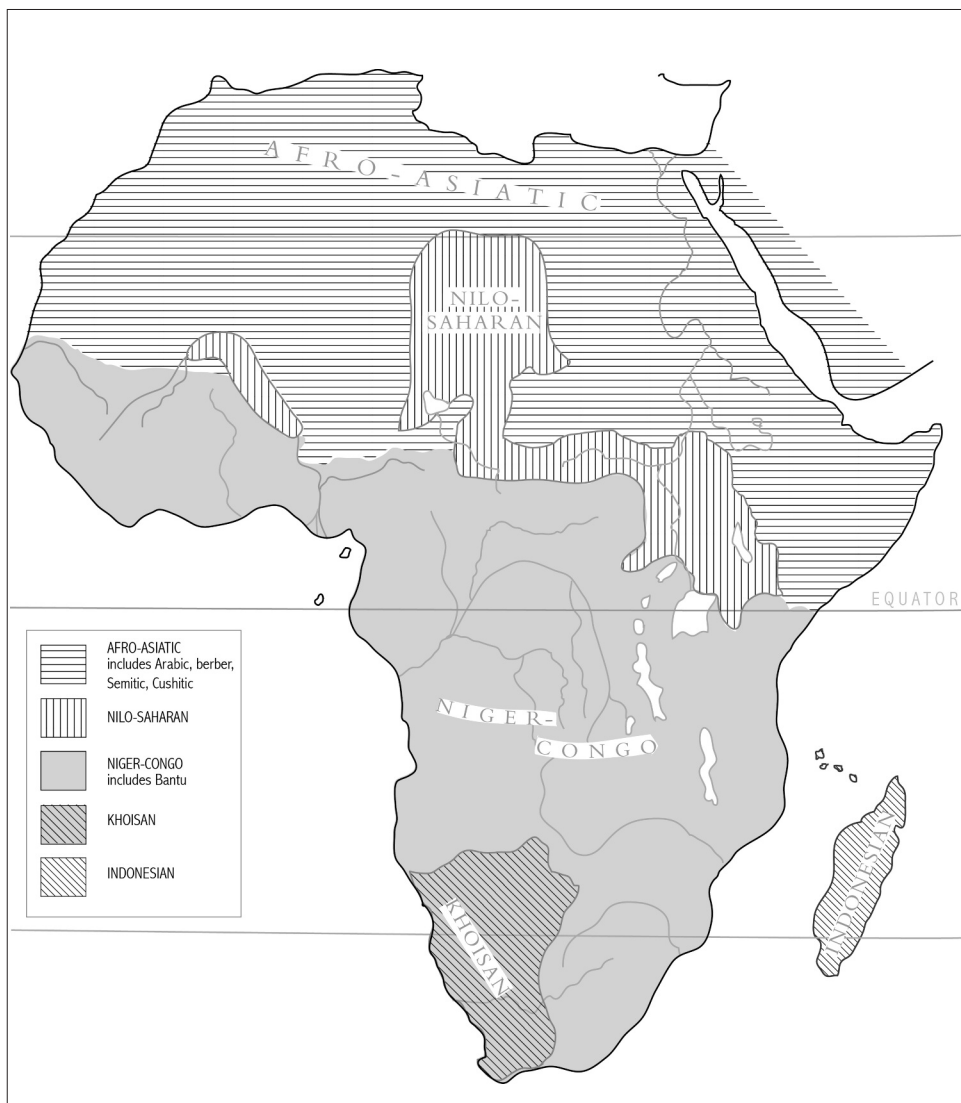 AFRO-ASIATIC
NILO-
SAHARAN
EQUATOR
AFRO-ASIATIC
includes Arabic, berber,
Semitic, Cushitic
NILO-SAHARAN
NIGER-CONGO
includes Bantu
KHOISAN
INDONESIAN
NIGER-
CONGO
KHOISAN
INDONESIAN